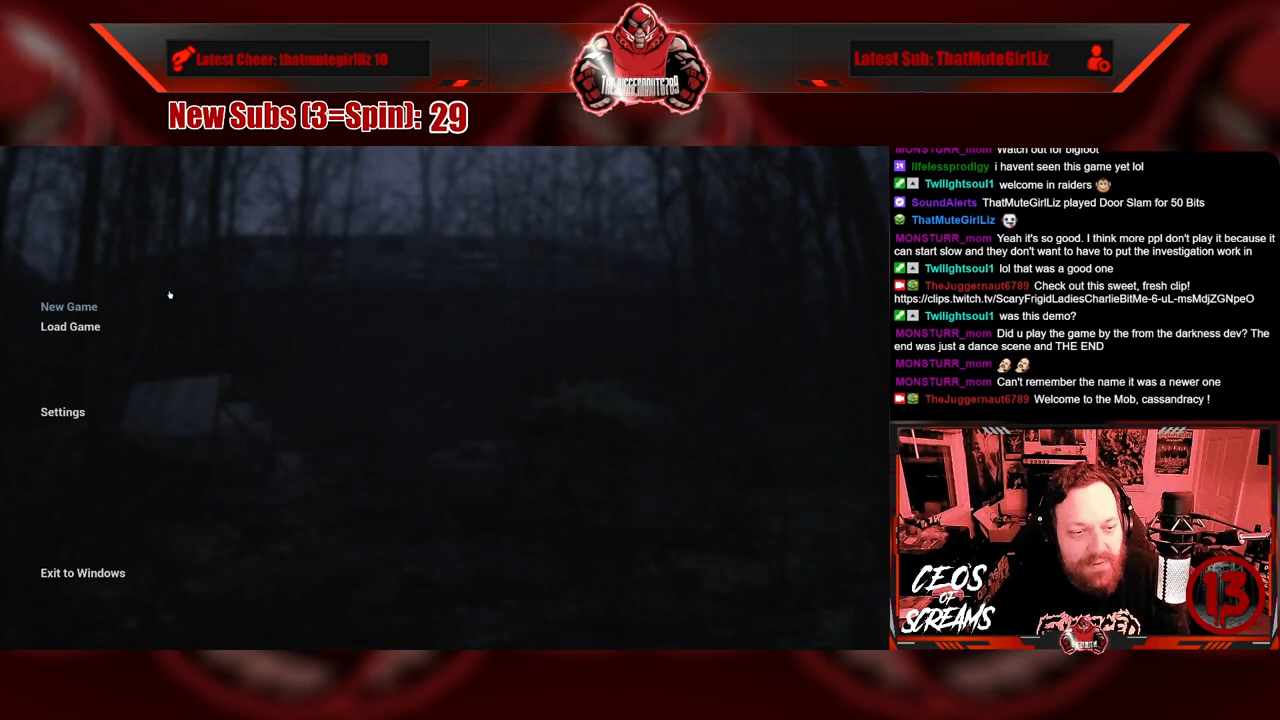 Latest Cheer: thatmutegirlliz 10
THEJUGGERNAUT6789
Latest Sub: ThatMuteGirlLiz
New Subs (3=Spin): 29
New Game
Load Game
Settings
Exit to Windows
MONSTURR_mom Watch out for bigfoot
lifelessprodigy i havent seen this game yet lol
Twilightsoul1 welcome in raiders
SoundAlerts ThatMuteGirlLiz played Door Slam for 50 Bits
ThatMuteGirlLiz
MONSTURR_mom Yeah it's so good. I think more ppl don't play it because it
can start slow and they don't want to have to put the investigation work in
Twilightsoul1 lol that was a good one
TheJuggernaut6789 Check out this sweet, fresh clip!
https://clips.twitch.tv/ScaryFrigidLadiesCharlieBitMe-6-uL-msMdjZGNpeO
Twilightsoul1 was this demo?
MONSTURR_mom Did u play the game by the from the darkness dev? The
end was just a dance scene and THE END
MONSTURR_mom
MONSTURR_mom Can't remember the name it was a newer one
TheJuggernaut6789 Welcome to the Mob, cassandracy !
CEO'S
OF
SCREAMS
13